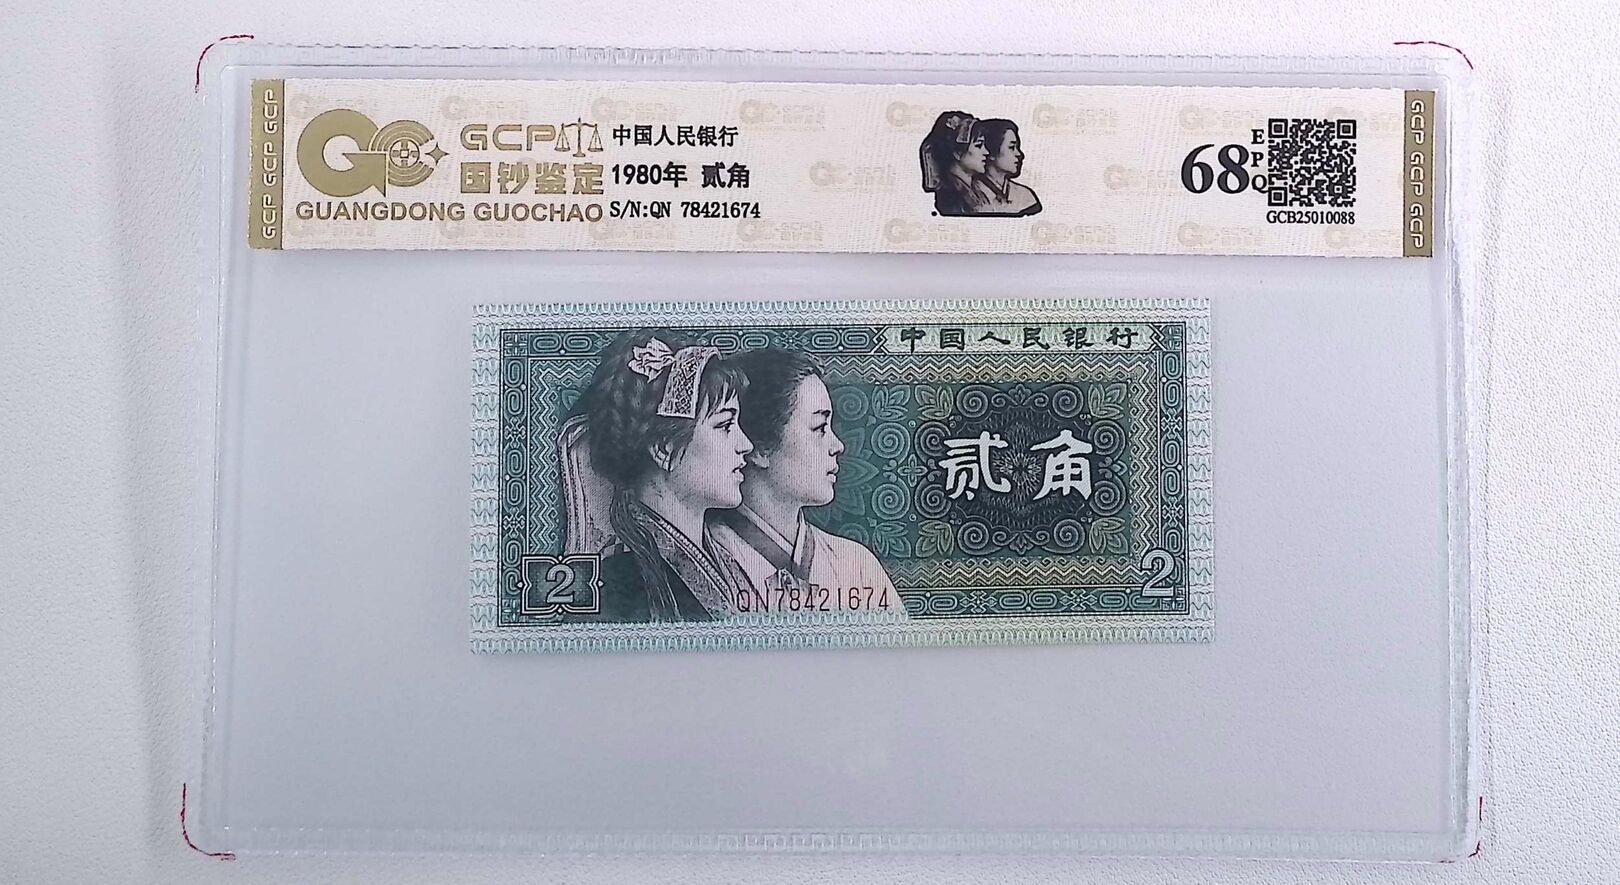 GCP GCP GCP
GCP
国钞鉴定
GUANGDONG GUOCHAO
中国人民银行
1980年 贰角
S/N:QN 78421674
68
EPQ
GCB25010088
GCP GCP GCP
中国人民银行
贰角
2
2
QN78421674